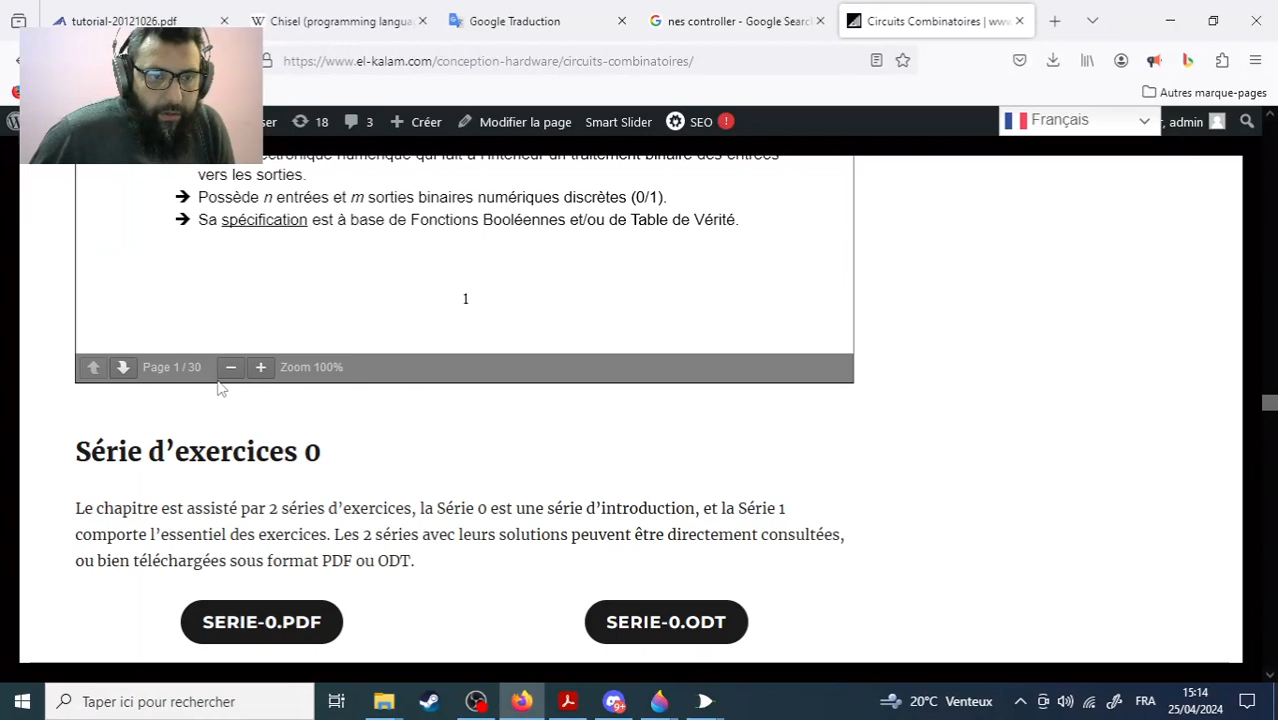 tutorial-20121026.pdf
Chisel (programming langua
Google Traduction
nes controller - Google Searc
Circuits Combinatoires | www
https://www.el-kalam.com/conception-hardware/circuits-combinatoires/
Autres marque-pages
18
3
Créer
Modifier la page
Smart Slider
SEO
!
Français
admin
vers les sorties.
➔ Possède n entrées et m sorties binaires numériques discrètes (0/1).
➔ Sa spécification est à base de Fonctions Booléennes et/ou de Table de Vérité.
1
Page 1 / 30
Zoom 100%
Série d’exercices 0
Le chapitre est assisté par 2 séries d’exercices, la Série 0 est une série d’introduction, et la Série 1
comporte l’essentiel des exercices. Les 2 séries avec leurs solutions peuvent être directement consultées,
ou bien téléchargées sous format PDF ou ODT.
SERIE-0.PDF
SERIE-0.ODT
Taper ici pour rechercher
20°C Venteux
FRA
15:14
25/04/2024